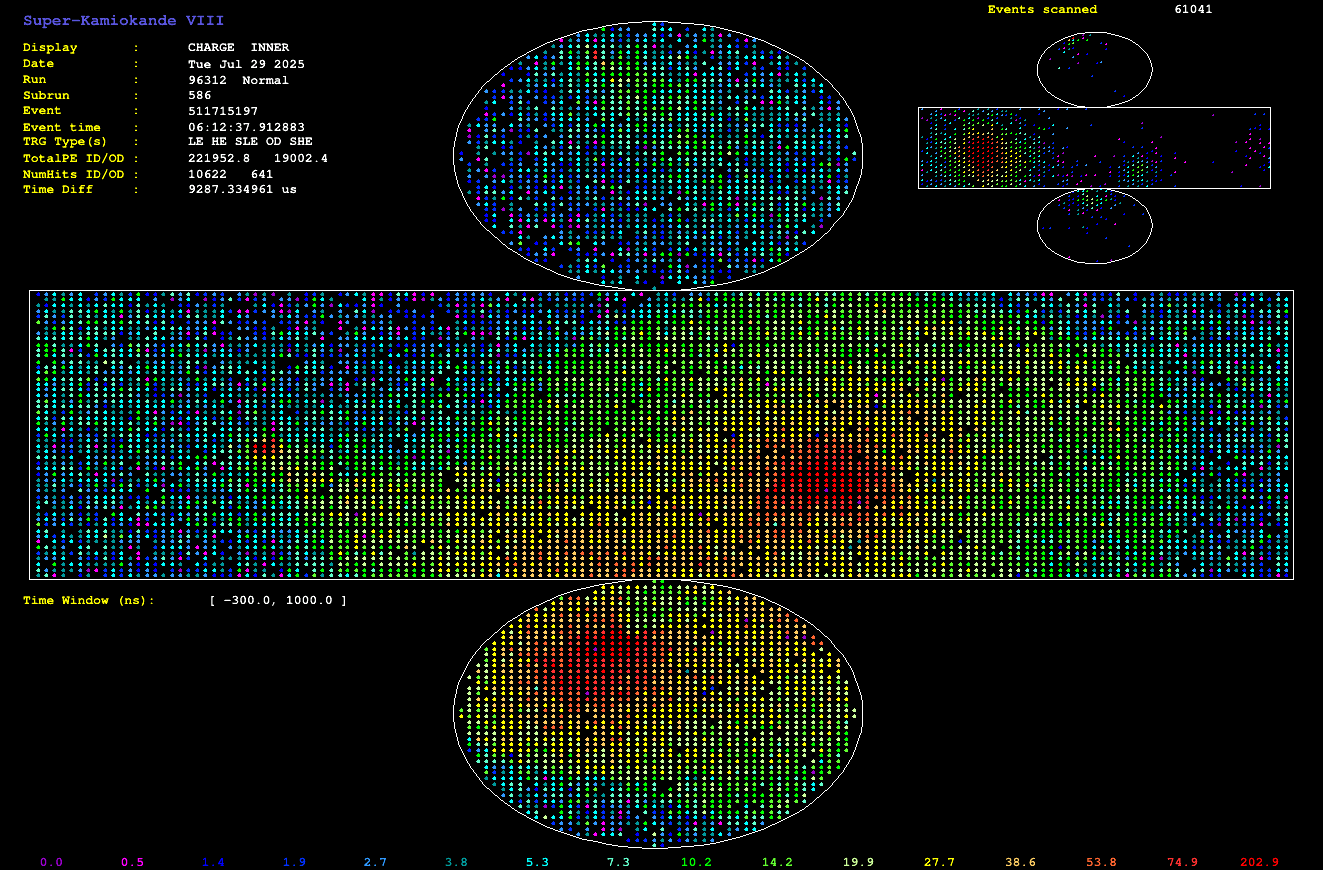 Super-Kamiokande VIII
Display : CHARGE INNER
Date : Tue Jul 29 2025
Run : 96312 Normal
Subrun : 586
Event : 511715197
Event time : 06:12:37.912883
TRG Type(s) : LE HE SLE OD SHE
TotalPE ID/OD : 221952.8 19002.4
NumHits ID/OD : 10622 641
Time Diff : 9287.334961 us
Events scanned 61041
Time Window (ns): [ -300.0, 1000.0 ]
0.0 0.5 1.4 1.9 2.7 3.8 5.3 7.3 10.2 14.2 19.9 27.7 38.6 53.8 74.9 202.9